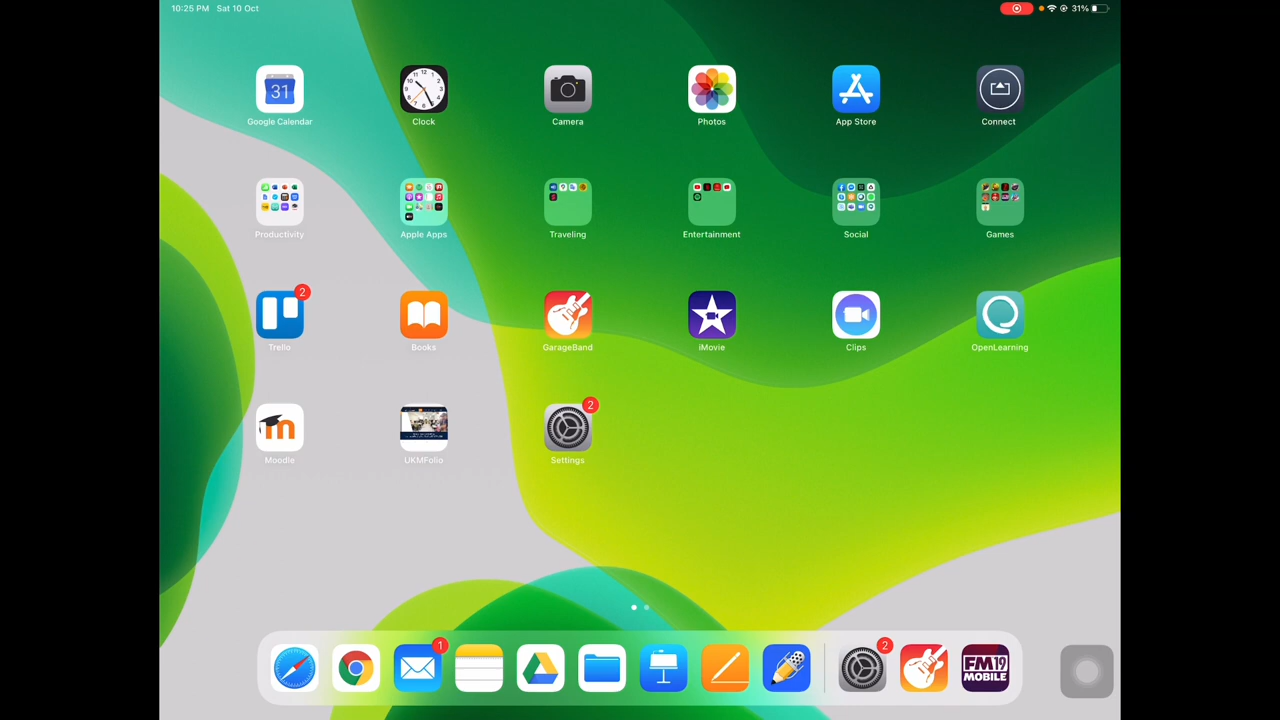 10:25 PM Sat 10 Oct
31%
31
Google Calendar
Clock
Camera
Photos
App Store
Connect
Productivity
Apple Apps
Traveling
Entertainment
Social
Games
2
Trello
Books
GarageBand
iMovie
Clips
OpenLearning
m
Moodle
UKMFolio
2
Settings
1
2
FM19
MOBILE